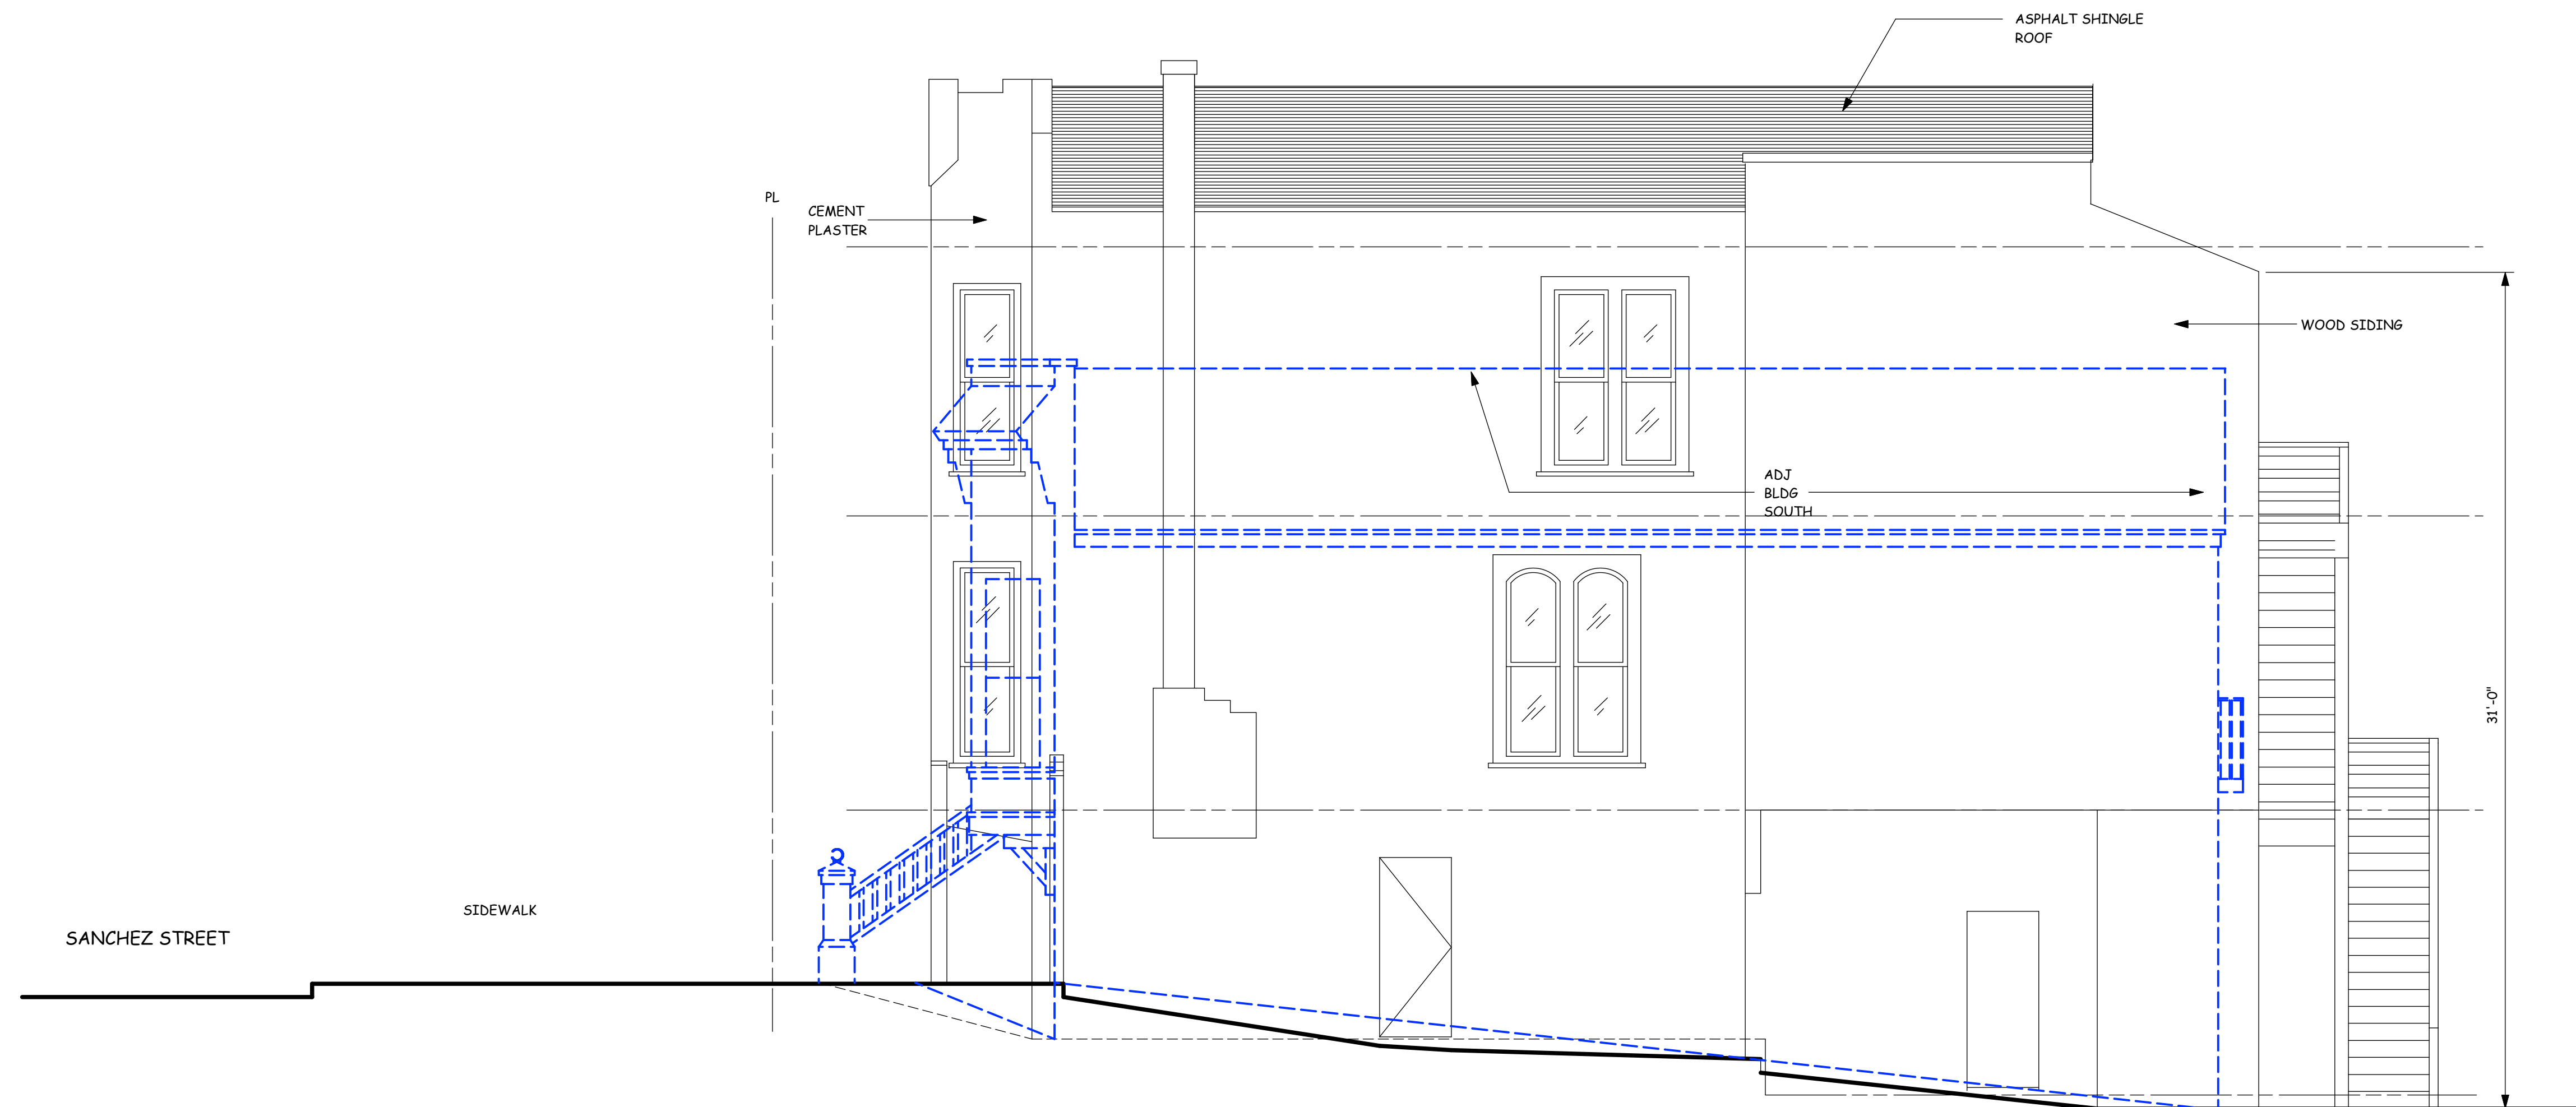 ASPHALT SHINGLE
ROOF
PL
CEMENT
PLASTER
WOOD SIDING
ADJ
BLDG
SOUTH
31'-0"
SIDEWALK
SANCHEZ STREET